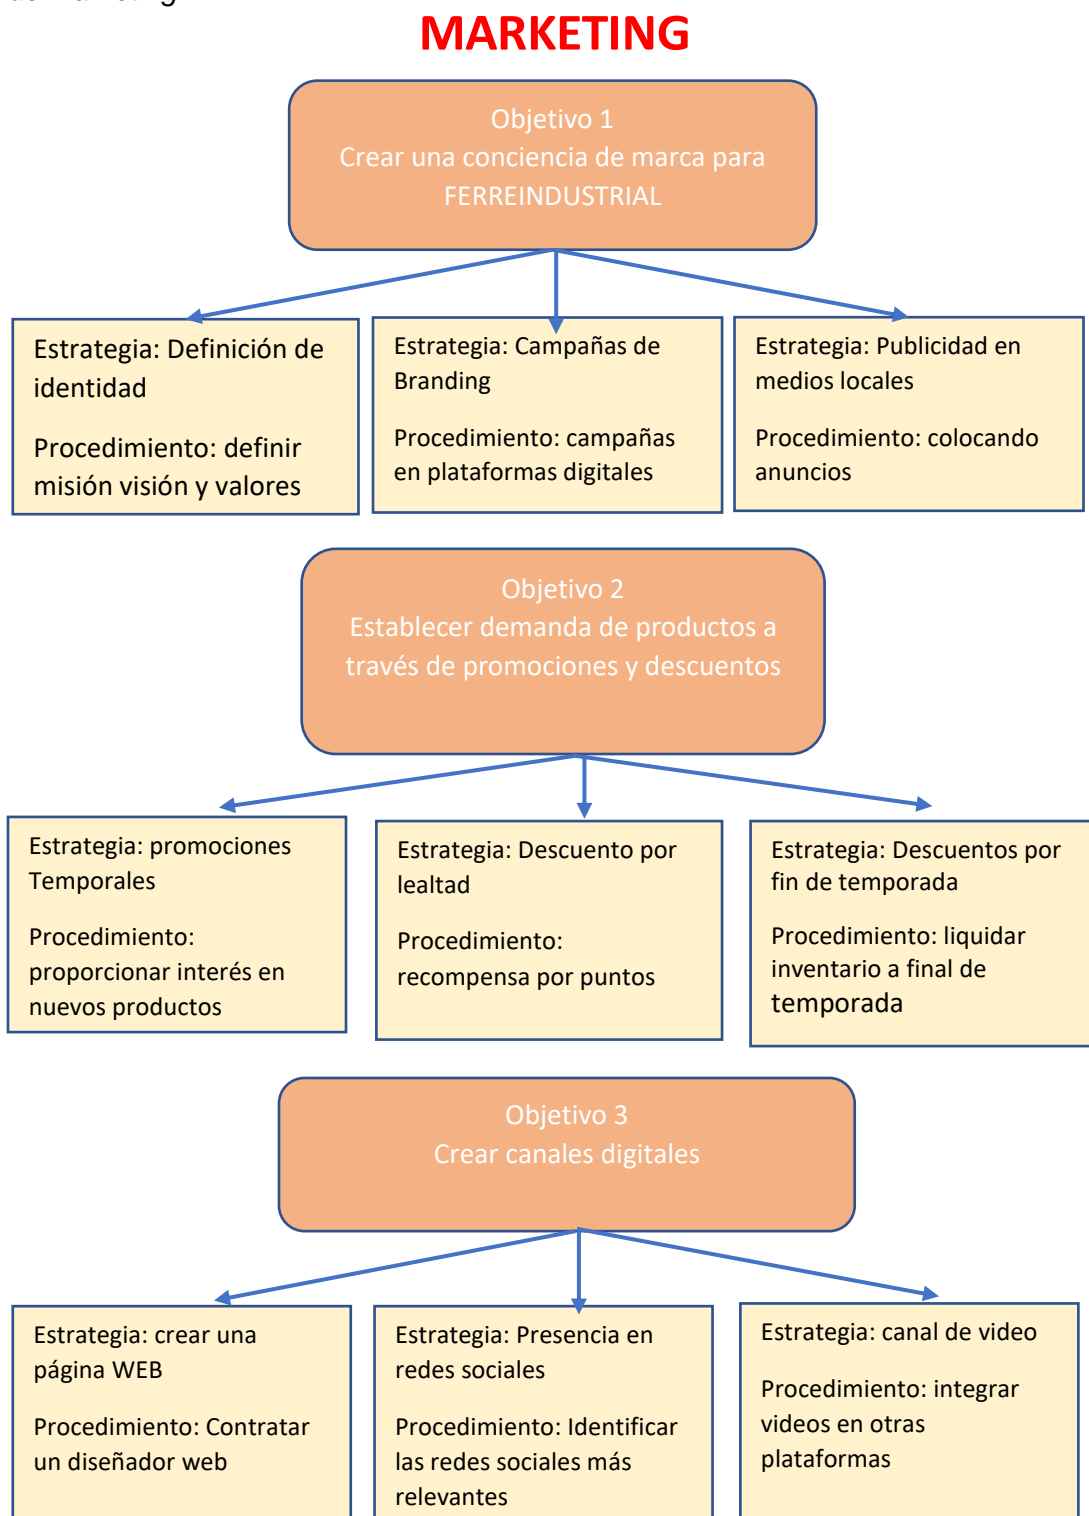 MARKETING
Objetivo 1
Crear una conciencia de marca para
FERREINDUSTRIAL
Estrategia: Definición de
identidad
Procedimiento: definir
misión visión y valores
Estrategia: Campañas de
Branding
Procedimiento: campañas
en plataformas digitales
Estrategia: Publicidad en
medios locales
Procedimiento: colocando
anuncios
Objetivo 2
Establecer demanda de productos a
través de promociones y descuentos
Estrategia: promociones
Temporales
Procedimiento:
proporcionar interés en
nuevos productos
Estrategia: Descuento por
lealtad
Procedimiento:
recompensa por puntos
Estrategia: Descuentos por
fin de temporada
Procedimiento: liquidar
inventario a final de
temporada
Objetivo 3
Crear canales digitales
Estrategia: crear una
página WEB
Procedimiento: Contratar
un diseñador web
Estrategia: Presencia en
redes sociales
Procedimiento: Identificar
las redes sociales más
relevantes
Estrategia: canal de video
Procedimiento: integrar
videos en otras
plataformas